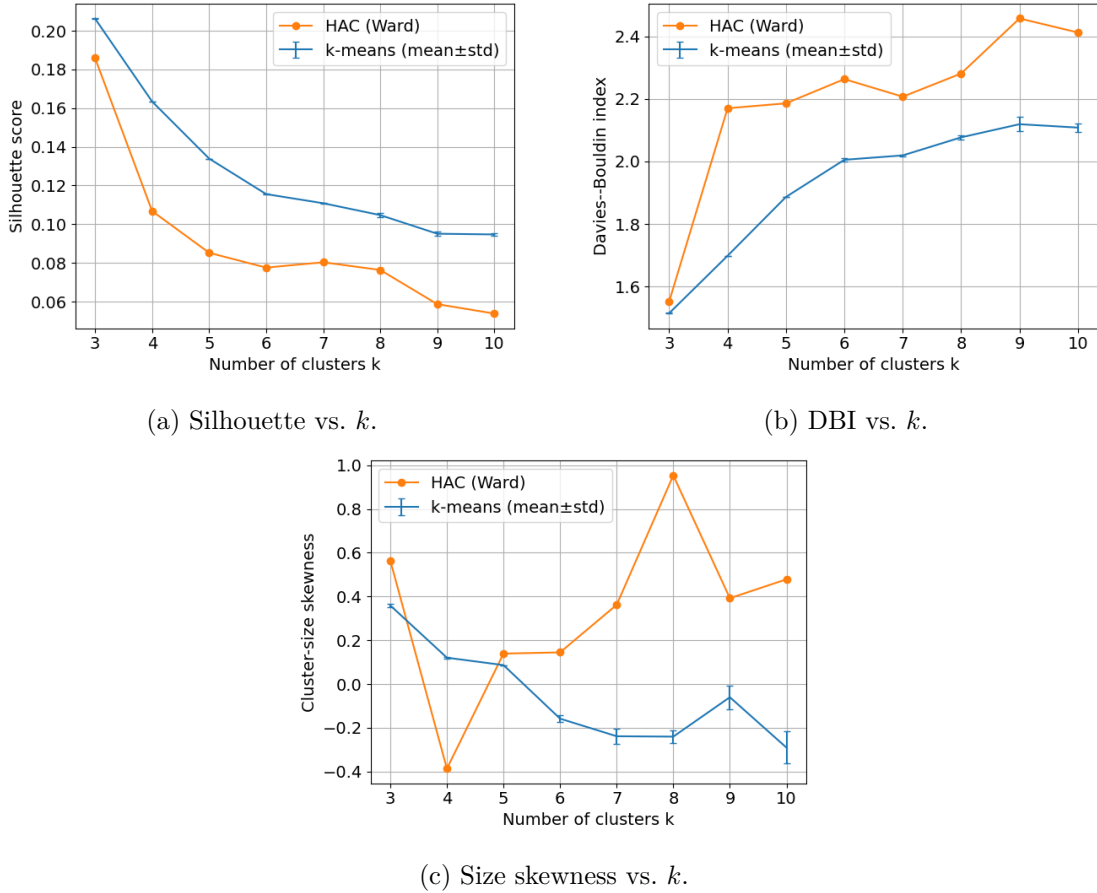 0.20
0.18
0.16
0.14
0.12
0.10
0.08
0.06
Silhouette score
HAC (Ward)
k-means (mean±std)
3 4 5 6 7 8 9 10
Number of clusters k
2.4
2.2
2.0
1.8
1.6
Davies--Bouldin index
HAC (Ward)
k-means (mean±std)
3 4 5 6 7 8 9 10
Number of clusters k
(a) Silhouette vs. k.
(b) DBI vs. k.
1.0
0.8
0.6
0.4
0.2
0.0
−0.2
−0.4
Cluster-size skewness
HAC (Ward)
k-means (mean±std)
3 4 5 6 7 8 9 10
Number of clusters k
(c) Size skewness vs. k.